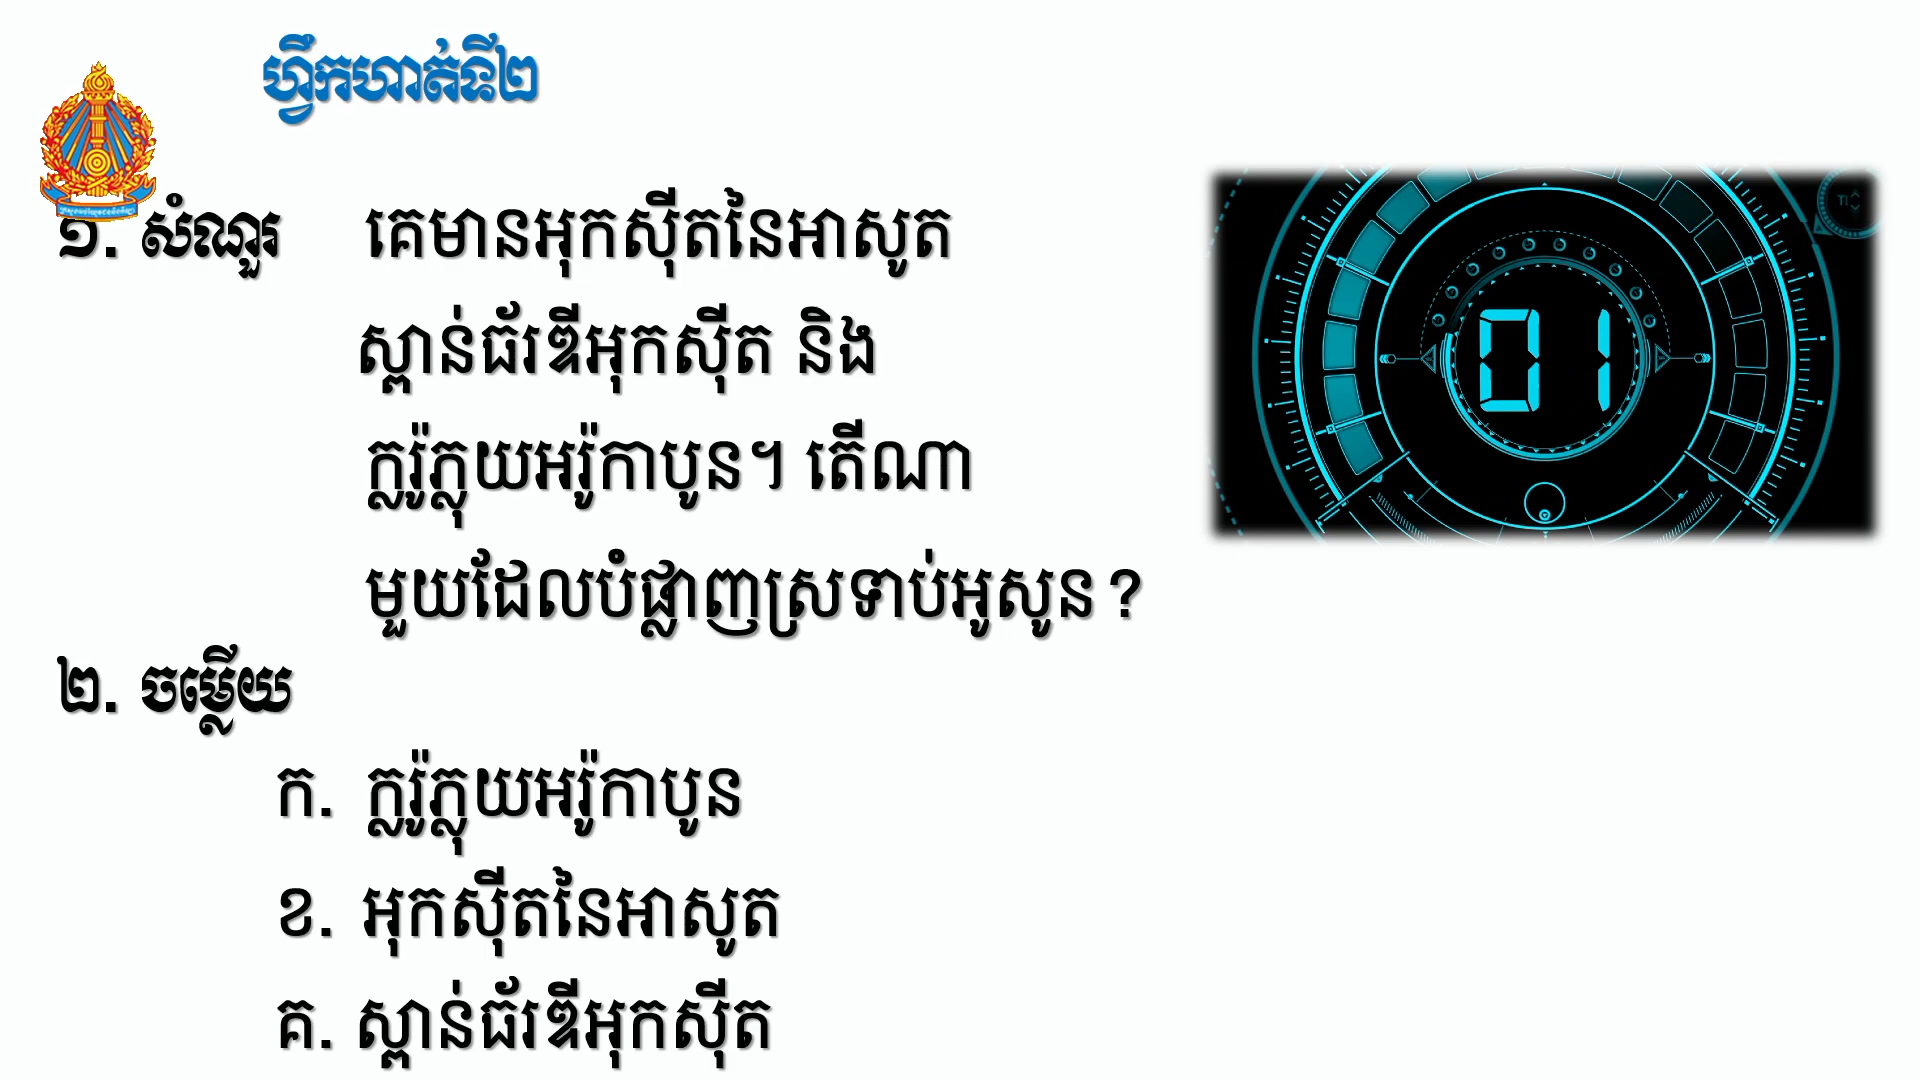 ហ្វឹកហាត់ទី២
១. សំណួរ គេមានអុកស៊ីតនៃអាសូត
ស្ពាន់ធ័រឌីអុកស៊ីត និង
ក្លរ៉ូភ្លុយអរ៉ូកាបូន។ តើណា
មួយដែលបំផ្លាញស្រទាប់អូសូន?
01
២. ចម្លើយ
ក. ក្លរ៉ូភ្លុយអរ៉ូកាបូន
ខ. អុកស៊ីតនៃអាសូត
គ. ស្ពាន់ធ័រឌីអុកស៊ីត